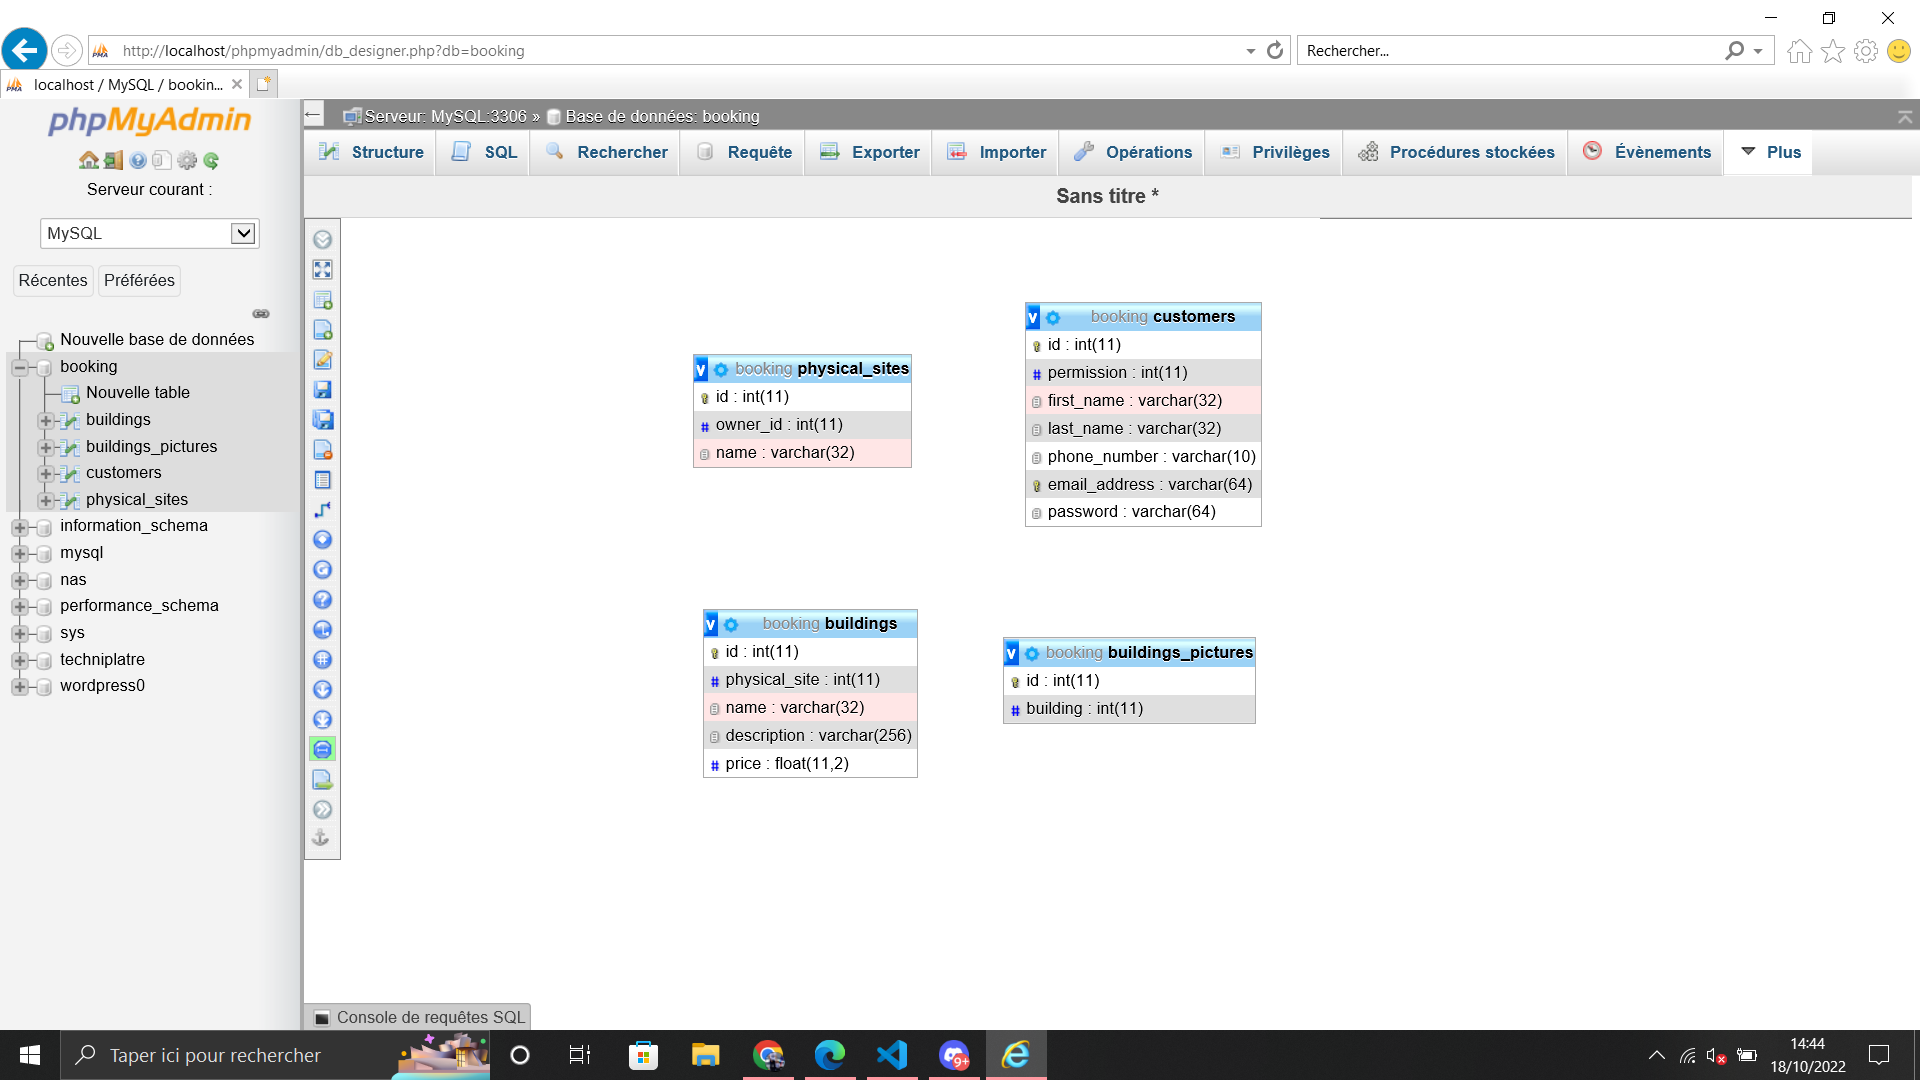 http://localhost/phpmyadmin/db_designer.php?db=booking
Rechercher...
localhost / MySQL / bookin...
phpMyAdmin
Serveur courant :
MySQL
Récentes
Préférées
Nouvelle base de données
booking
Nouvelle table
buildings
buildings_pictures
customers
physical_sites
information_schema
mysql
nas
performance_schema
sys
techniplatre
wordpress0
Serveur: MySQL:3306 » Base de données: booking
Structure
SQL
Rechercher
Requête
Exporter
Importer
Opérations
Privilèges
Procédures stockées
Évènements
Plus
Sans titre *
v booking physical_sites
id : int(11)
# owner_id : int(11)
name : varchar(32)
v booking customers
id : int(11)
# permission : int(11)
first_name : varchar(32)
last_name : varchar(32)
phone_number : varchar(10)
email_address : varchar(64)
password : varchar(64)
v booking buildings
id : int(11)
# physical_site : int(11)
name : varchar(32)
description : varchar(256)
# price : float(11,2)
v booking buildings_pictures
id : int(11)
# building : int(11)
Console de requêtes SQL
Taper ici pour rechercher
9+
14:44
18/10/2022